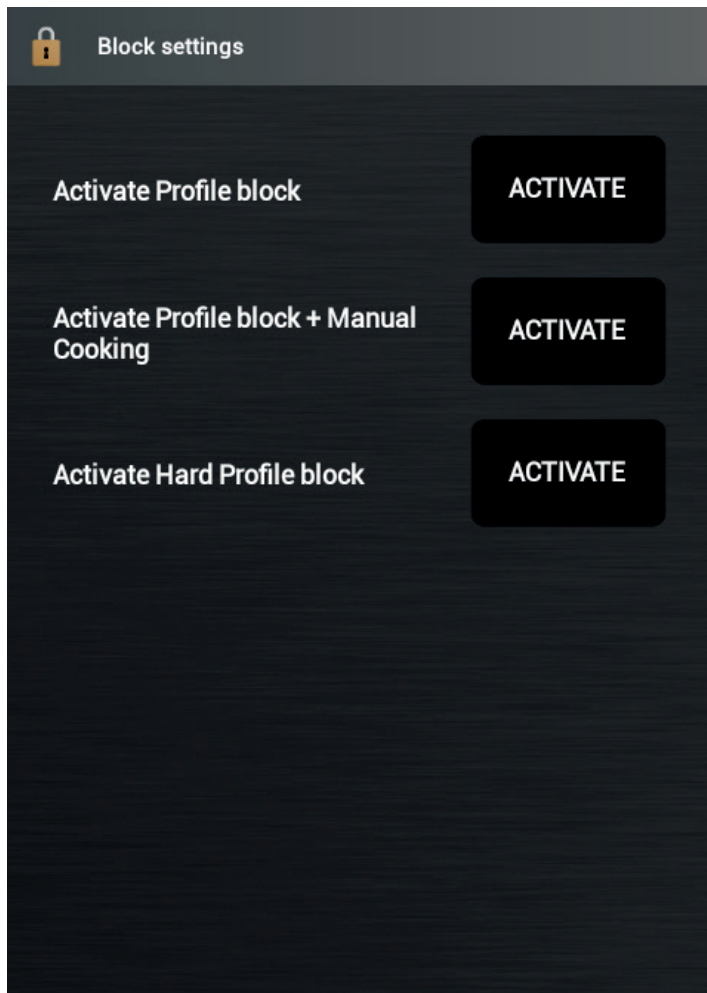 Block settings
Activate Profile block
ACTIVATE
Activate Profile block + Manual
Cooking
ACTIVATE
Activate Hard Profile block
ACTIVATE